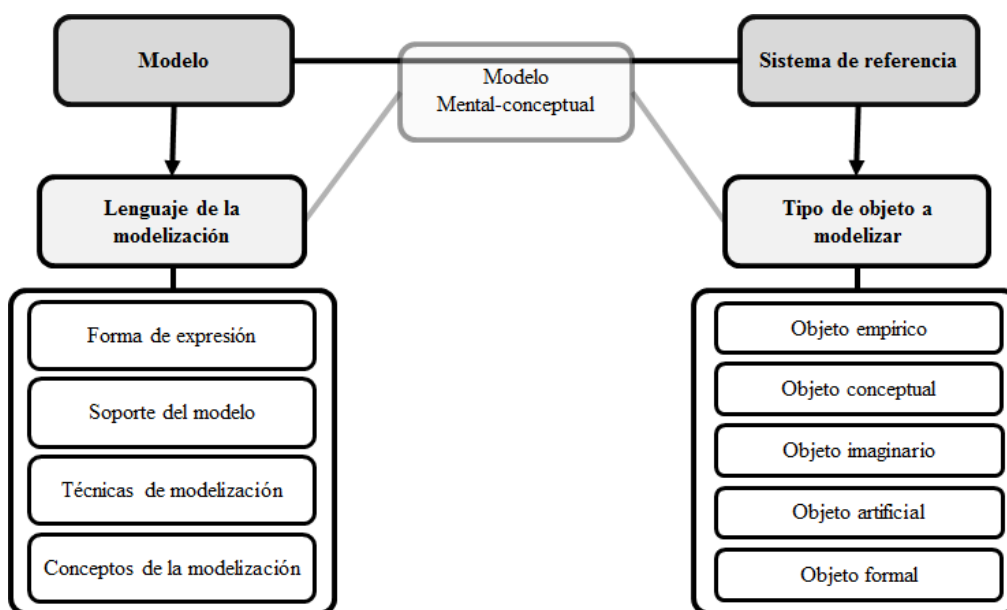 Modelo
Modelo
Mental-conceptual
Sistema de referencia
Lenguaje de la
modelización
Tipo de objeto a
modelizar
Forma de expresión
Soporte del modelo
Técnicas de modelización
Conceptos de la modelización
Objeto empírico
Objeto conceptual
Objeto imaginario
Objeto artificial
Objeto formal